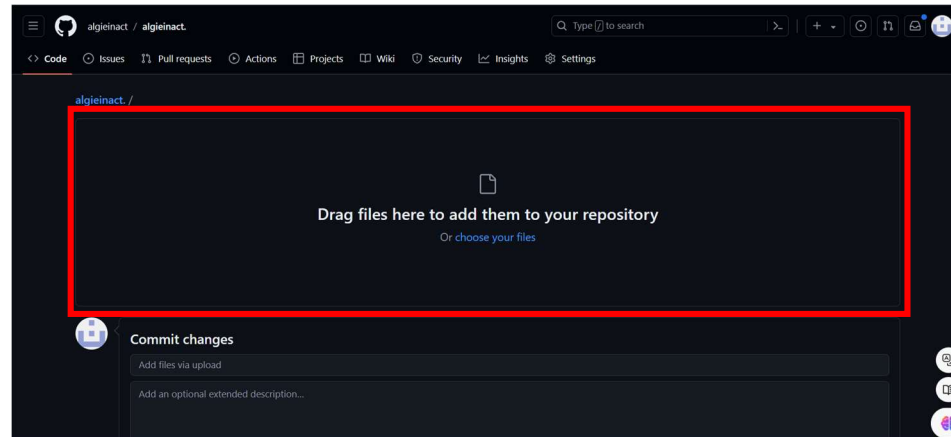 algieinact / algieinact.
Type / to search
Code Issues Pull requests Actions Projects Wiki Security Insights Settings
algieinact. /
Drag files here to add them to your repository
Or choose your files
Commit changes
Add files via upload
Add an optional extended description...